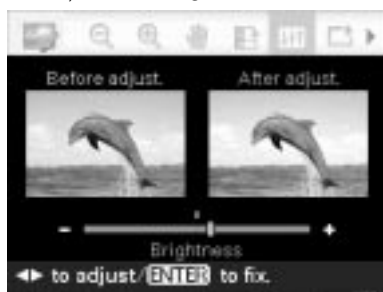 Before adjust. After adjust.
- +
Brightness
◄► to adjust/ENTER to fix.